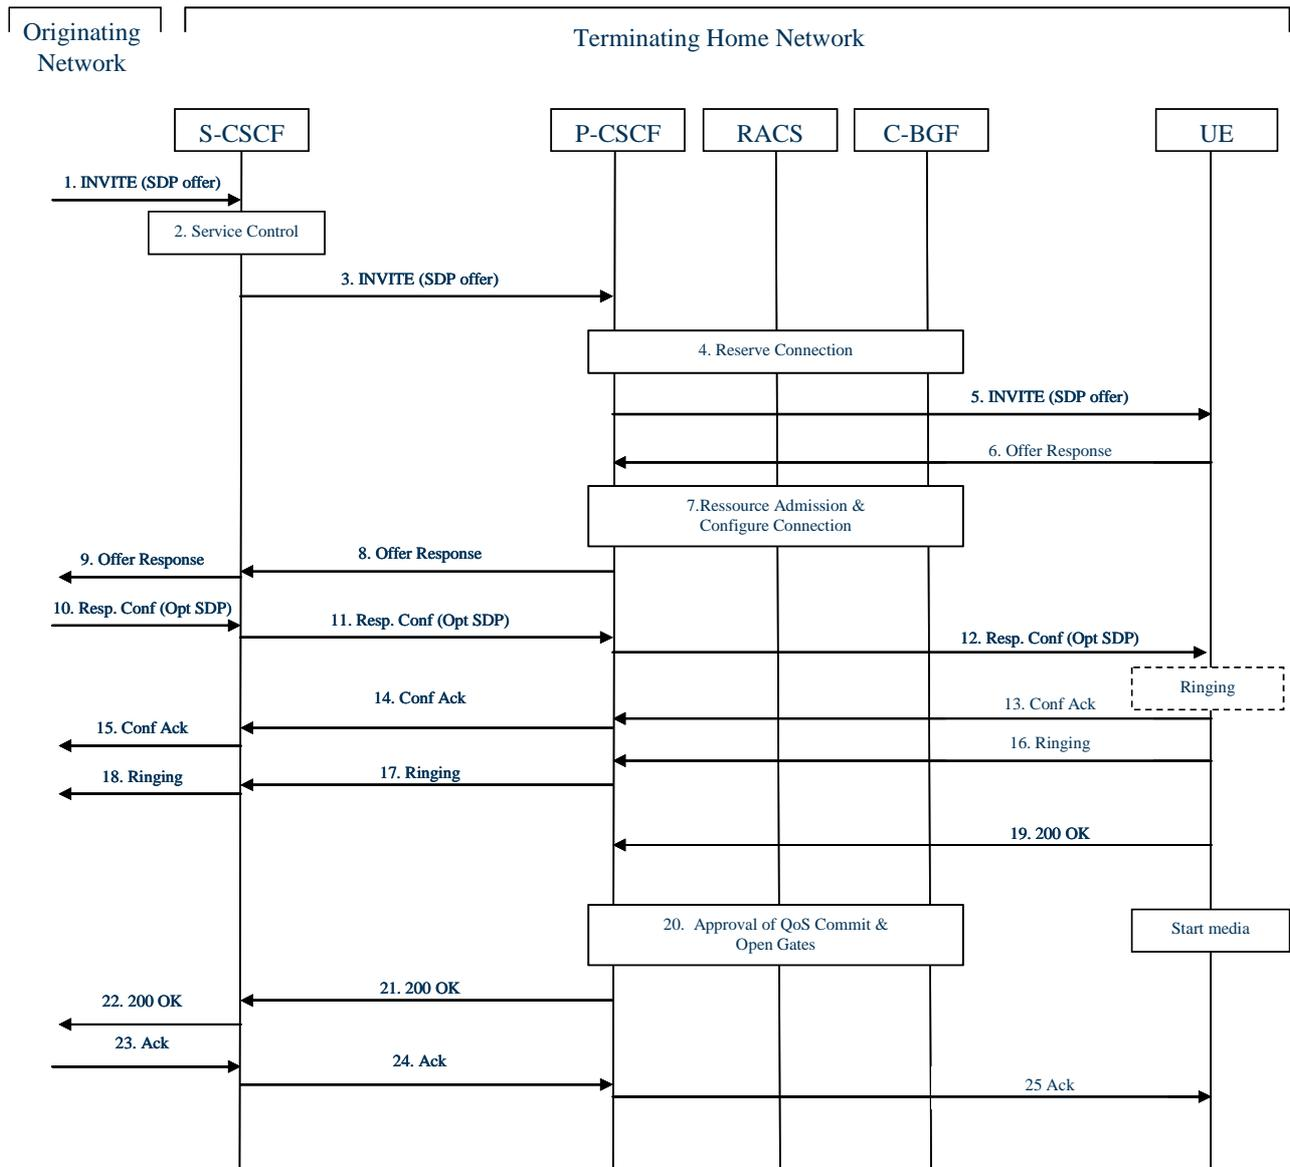 Originating
Network
Terminating Home Network
S-CSCF
P-CSCF
RACS
C-BGF
UE
1. INVITE (SDP offer)
2. Service Control
3. INVITE (SDP offer)
4. Reserve Connection
5. INVITE (SDP offer)
6. Offer Response
7.Ressource Admission &
Configure Connection
8. Offer Response
9. Offer Response
10. Resp. Conf (Opt SDP)
11. Resp. Conf (Opt SDP)
12. Resp. Conf (Opt SDP)
Ringing
13. Conf Ack
14. Conf Ack
15. Conf Ack
16. Ringing
17. Ringing
18. Ringing
19. 200 OK
20. Approval of QoS Commit &
Open Gates
Start media
21. 200 OK
22. 200 OK
23. Ack
24. Ack
25 Ack